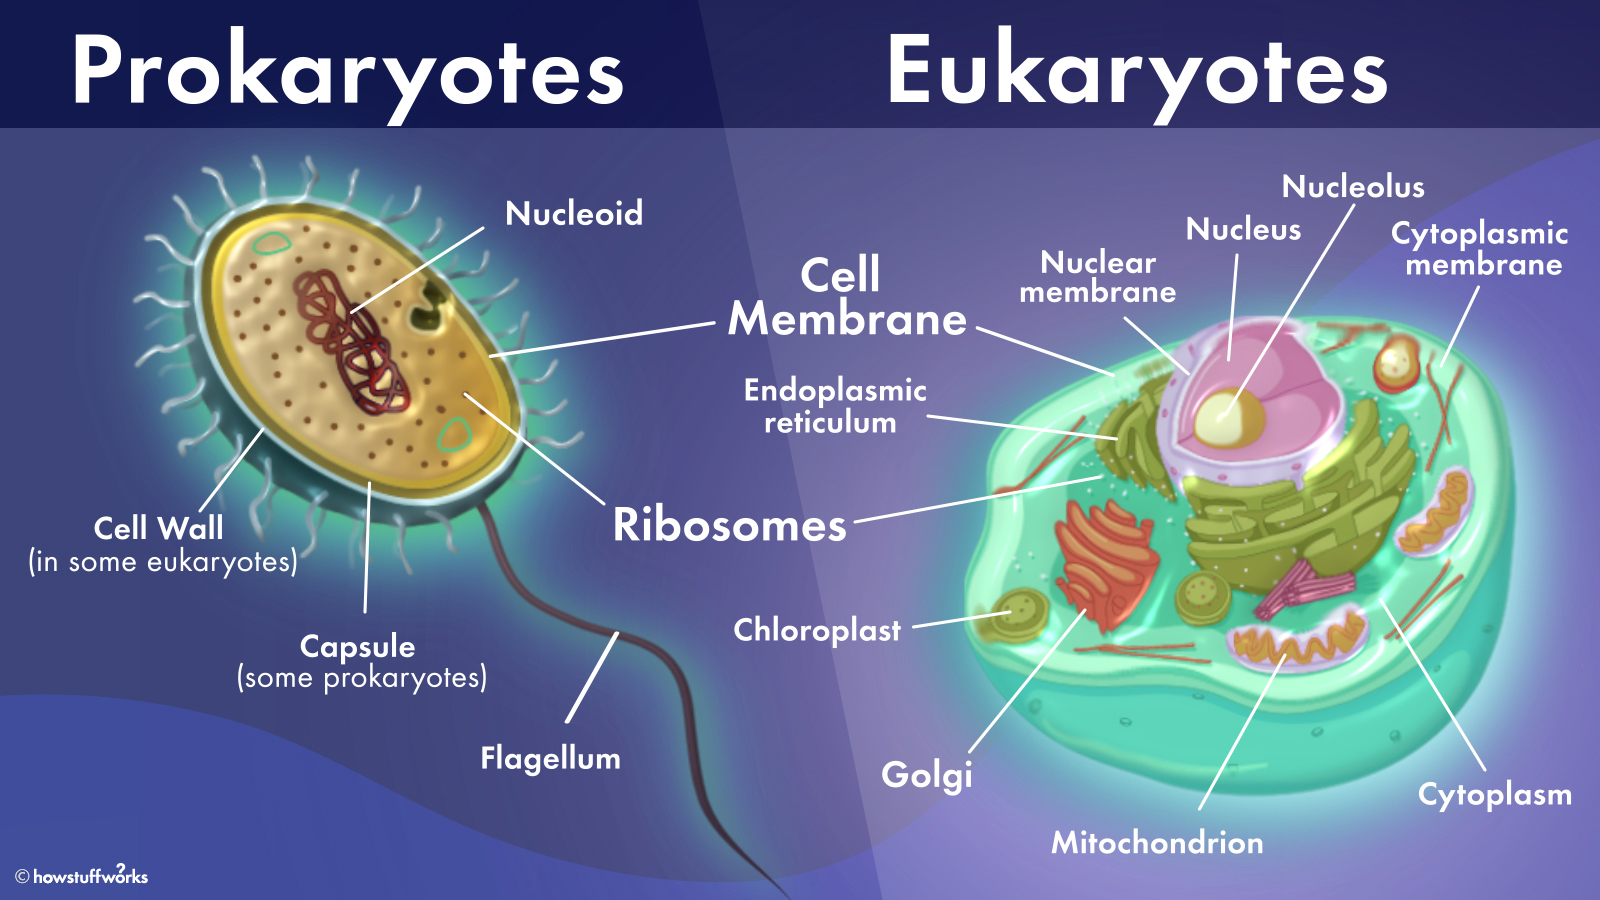 Prokaryotes
Eukaryotes
Nucleoid
Cell
Membrane
Ribosomes
Cell Wall
(in some eukaryotes)
Capsule
(some prokaryotes)
Flagellum
Nucleolus
Nucleus
Cytoplasmic
membrane
Nuclear
membrane
Endoplasmic
reticulum
Chloroplast
Golgi
Mitochondrion
Cytoplasm
© howstuffworks